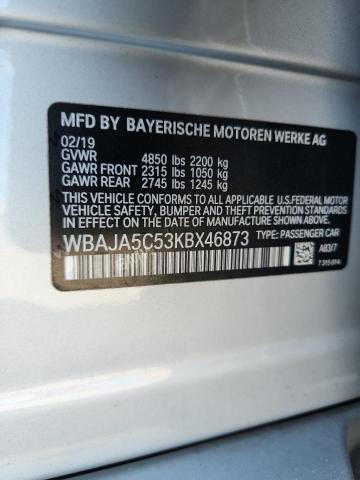 MFD BY BAYERISCHE MOTOREN WERKE AG
02/19
GVWR 4850 lbs 2200 kg
GAWR FRONT 2315 lbs 1050 kg
GAWR REAR 2745 lbs 1245 kg
THIS VEHICLE CONFORMS TO ALL APPLICABLE U.S.FEDERAL MOTOR
VEHICLE SAFETY, BUMPER AND THEFT PREVENTION STANDARDS IN
EFFECT ON THE DATE OF MANUFACTURE SHOWN ABOVE.
WBAJA5C53KBX46873 TYPE: PASSENGER CAR
A83/7